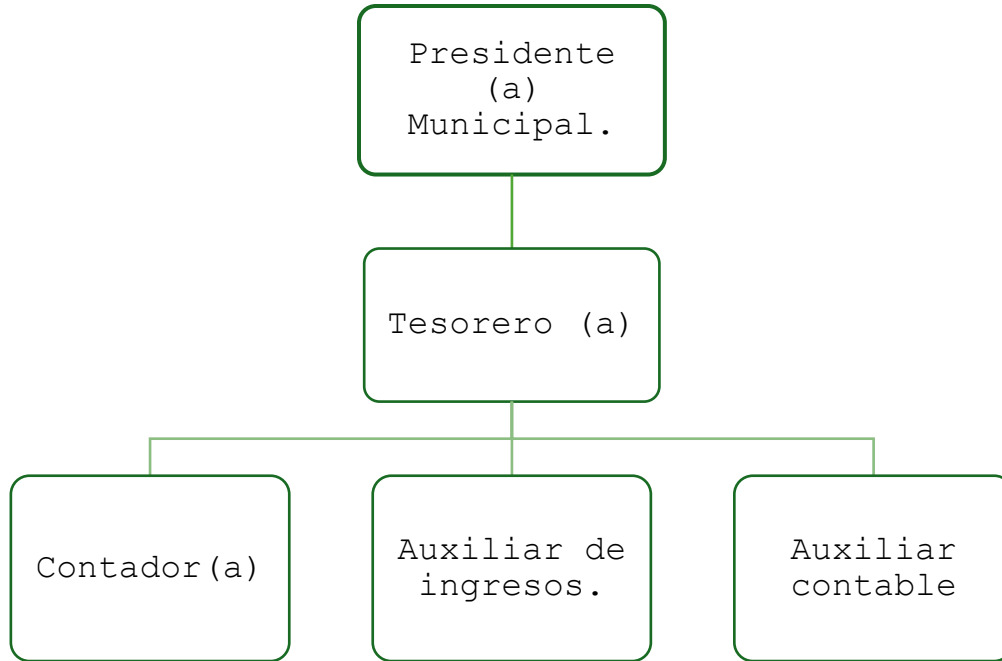 Presidente
(a)
Municipal.
Tesorero (a)
Contador(a)
Auxiliar de
ingresos.
Auxiliar
contable